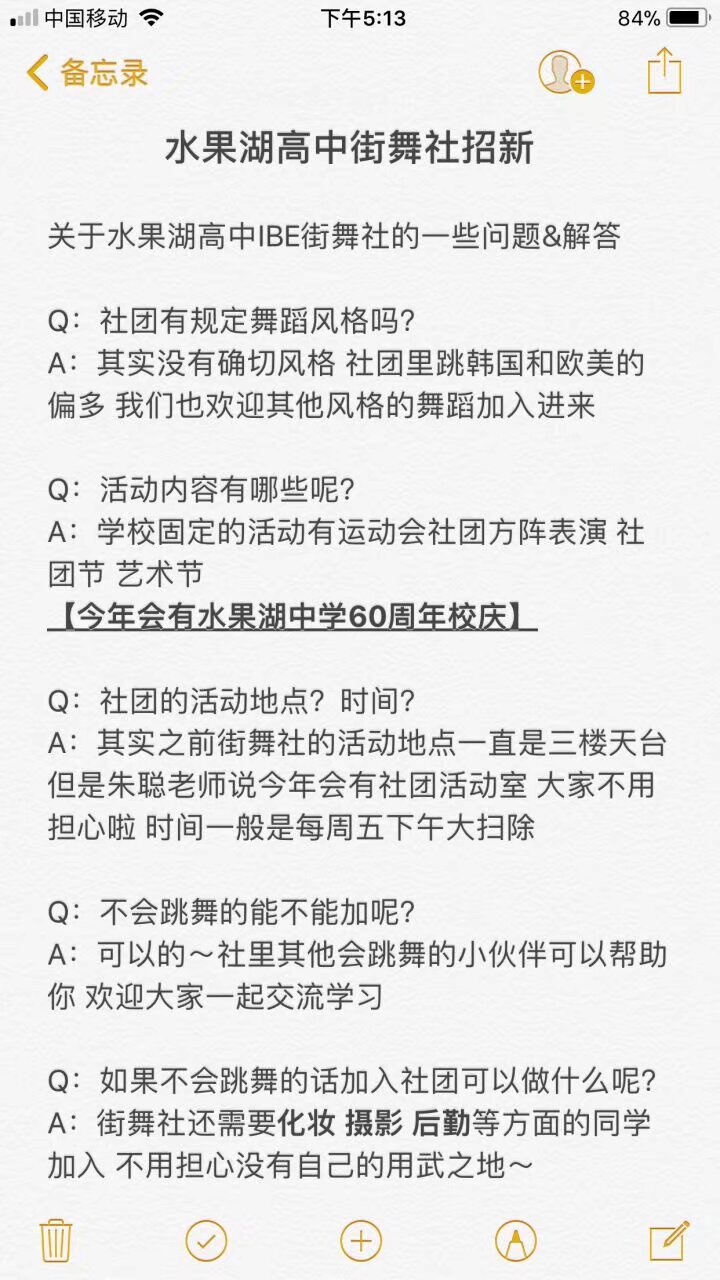 中国移动 下午5:13 84%
备忘录
水果湖高中街舞社招新
关于水果湖高中IBE街舞社的一些问题&解答
Q：社团有规定舞蹈风格吗？
A：其实没有确切风格 社团里跳韩国和欧美的
偏多 我们也欢迎其他风格的舞蹈加入进来
Q：活动内容有哪些呢？
A：学校固定的活动有运动会社团方阵表演 社
团节 艺术节
【今年会有水果湖中学60周年校庆】
Q：社团的活动地点？时间？
A：其实之前街舞社的活动地点一直是三楼天台
但是朱聪老师说今年会有社团活动室 大家不用
担心啦 时间一般是每周五下午大扫除
Q：不会跳舞的能不能加呢？
A：可以的～社里其他会跳舞的小伙伴可以帮助
你 欢迎大家一起交流学习
Q：如果不会跳舞的话加入社团可以做什么呢？
A：街舞社还需要化妆 摄影 后勤等方面的同学
加入 不用担心没有自己的用武之地～